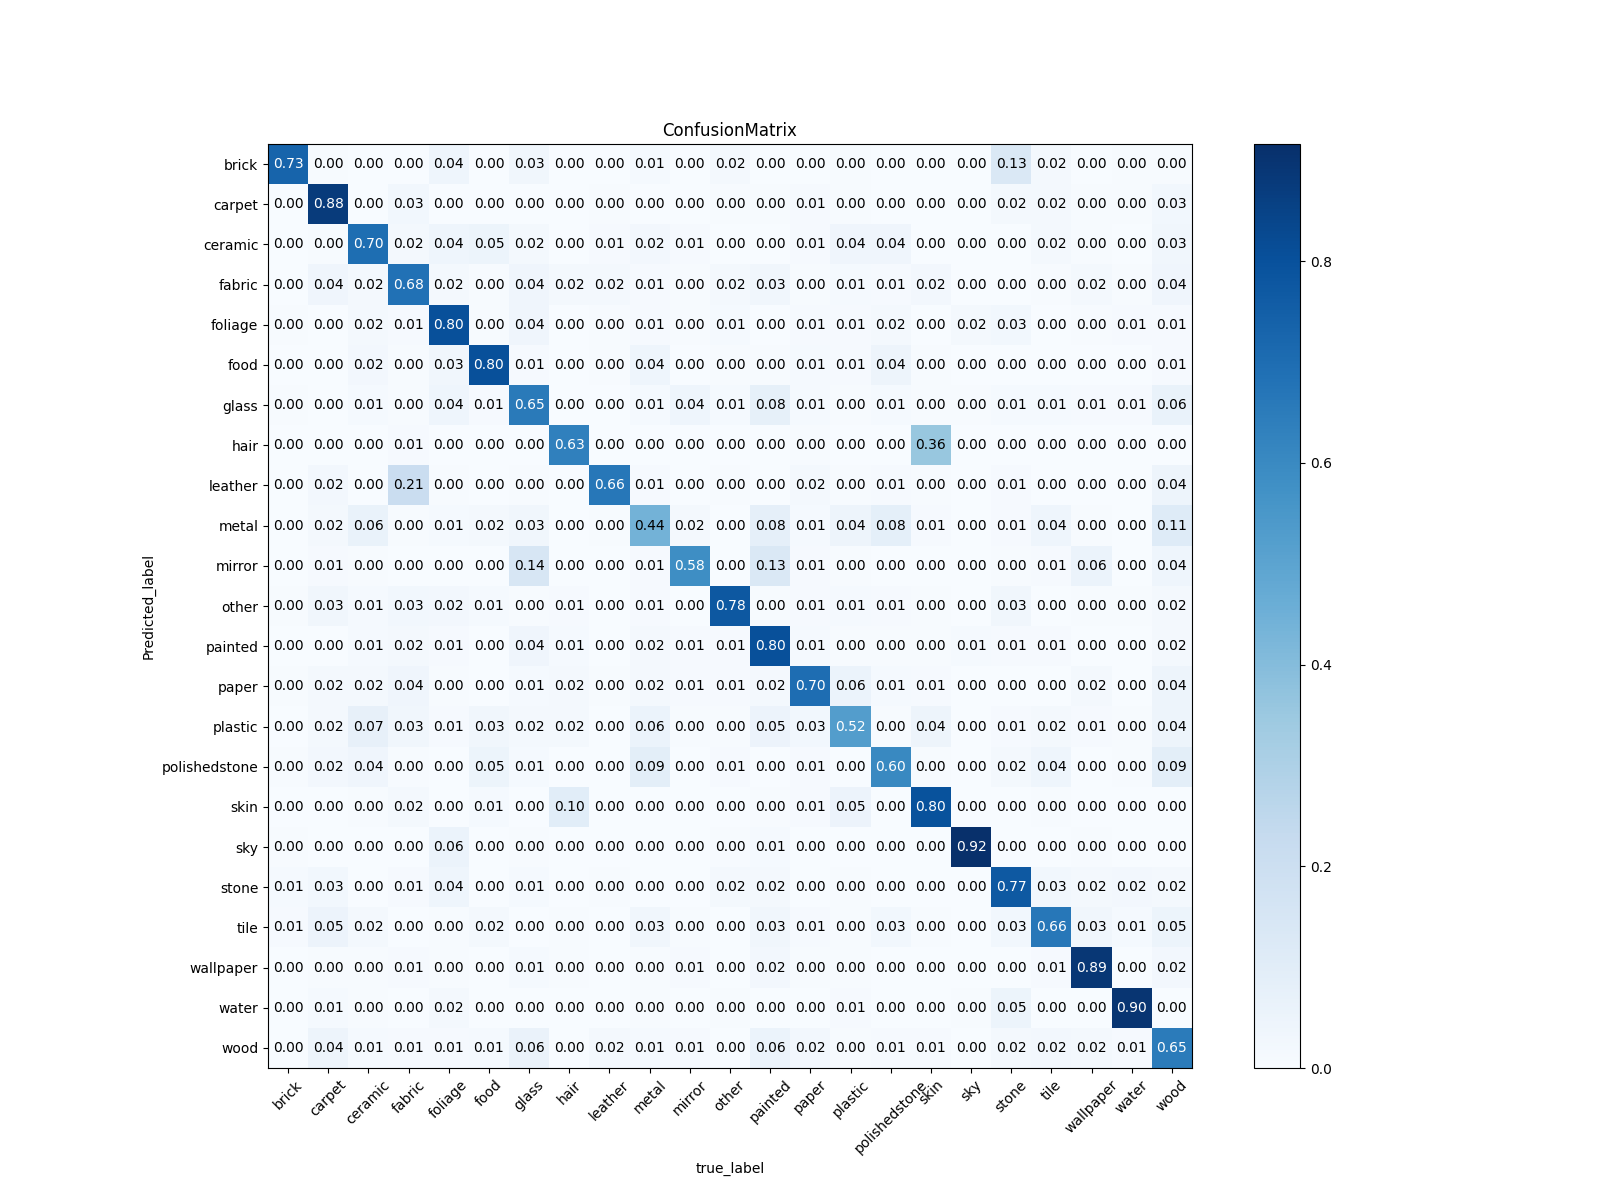 ConfusionMatrix
brick 0.73 0.00 0.00 0.00 0.04 0.00 0.03 0.00 0.00 0.01 0.00 0.02 0.00 0.00 0.00 0.00 0.00 0.00 0.13 0.02 0.00 0.00 0.00
carpet 0.00 0.88 0.00 0.03 0.00 0.00 0.00 0.00 0.00 0.00 0.00 0.00 0.00 0.01 0.00 0.00 0.00 0.00 0.02 0.02 0.00 0.00 0.03
ceramic 0.00 0.00 0.70 0.02 0.04 0.05 0.02 0.00 0.01 0.02 0.01 0.00 0.00 0.01 0.04 0.04 0.00 0.00 0.00 0.02 0.00 0.00 0.03
fabric 0.00 0.04 0.02 0.68 0.02 0.00 0.04 0.02 0.02 0.01 0.00 0.02 0.03 0.00 0.01 0.01 0.02 0.00 0.00 0.00 0.02 0.00 0.04
foliage 0.00 0.00 0.02 0.01 0.80 0.00 0.04 0.00 0.00 0.01 0.00 0.01 0.00 0.01 0.01 0.02 0.00 0.02 0.03 0.00 0.00 0.01 0.01
food 0.00 0.00 0.02 0.00 0.03 0.80 0.01 0.00 0.00 0.04 0.00 0.00 0.00 0.01 0.01 0.04 0.00 0.00 0.00 0.00 0.00 0.00 0.01
glass 0.00 0.00 0.01 0.00 0.04 0.01 0.65 0.00 0.00 0.01 0.04 0.01 0.08 0.01 0.00 0.01 0.00 0.00 0.01 0.01 0.01 0.01 0.06
hair 0.00 0.00 0.00 0.01 0.00 0.00 0.00 0.63 0.00 0.00 0.00 0.00 0.00 0.00 0.00 0.00 0.36 0.00 0.00 0.00 0.00 0.00 0.00
leather 0.00 0.02 0.00 0.21 0.00 0.00 0.00 0.00 0.66 0.01 0.00 0.00 0.00 0.02 0.00 0.01 0.00 0.00 0.01 0.00 0.00 0.00 0.04
metal 0.00 0.02 0.06 0.00 0.01 0.02 0.03 0.00 0.00 0.44 0.02 0.00 0.08 0.01 0.04 0.08 0.01 0.00 0.01 0.04 0.00 0.00 0.11
mirror 0.00 0.01 0.00 0.00 0.00 0.00 0.14 0.00 0.00 0.01 0.58 0.00 0.13 0.01 0.00 0.00 0.00 0.00 0.00 0.01 0.06 0.00 0.04
other 0.00 0.03 0.01 0.03 0.02 0.01 0.00 0.01 0.00 0.01 0.00 0.78 0.00 0.01 0.01 0.01 0.00 0.00 0.03 0.00 0.00 0.00 0.02
painted 0.00 0.00 0.01 0.02 0.01 0.00 0.04 0.01 0.00 0.02 0.01 0.01 0.80 0.01 0.00 0.00 0.00 0.01 0.01 0.01 0.00 0.00 0.02
paper 0.00 0.02 0.02 0.04 0.00 0.00 0.01 0.02 0.00 0.02 0.01 0.01 0.02 0.70 0.06 0.01 0.01 0.00 0.00 0.00 0.02 0.00 0.04
plastic 0.00 0.02 0.07 0.03 0.01 0.03 0.02 0.02 0.00 0.06 0.00 0.00 0.05 0.03 0.52 0.00 0.04 0.00 0.01 0.02 0.01 0.00 0.04
polishedstone 0.00 0.02 0.04 0.00 0.00 0.05 0.01 0.00 0.00 0.09 0.00 0.01 0.00 0.01 0.00 0.60 0.00 0.00 0.02 0.04 0.00 0.00 0.09
skin 0.00 0.00 0.00 0.02 0.00 0.01 0.00 0.10 0.00 0.00 0.00 0.00 0.00 0.01 0.05 0.00 0.80 0.00 0.00 0.00 0.00 0.00 0.00
sky 0.00 0.00 0.00 0.00 0.06 0.00 0.00 0.00 0.00 0.00 0.00 0.00 0.01 0.00 0.00 0.00 0.00 0.92 0.00 0.00 0.00 0.00 0.00
stone 0.01 0.03 0.00 0.01 0.04 0.00 0.01 0.00 0.00 0.00 0.00 0.02 0.02 0.00 0.00 0.00 0.00 0.00 0.77 0.03 0.02 0.02 0.02
tile 0.01 0.05 0.02 0.00 0.00 0.02 0.00 0.00 0.00 0.03 0.00 0.00 0.03 0.01 0.00 0.03 0.00 0.00 0.03 0.66 0.03 0.01 0.05
wallpaper 0.00 0.00 0.00 0.01 0.00 0.00 0.01 0.00 0.00 0.00 0.01 0.00 0.02 0.00 0.00 0.00 0.00 0.00 0.00 0.01 0.89 0.00 0.02
water 0.00 0.01 0.00 0.00 0.02 0.00 0.00 0.00 0.00 0.00 0.00 0.00 0.00 0.00 0.01 0.00 0.00 0.00 0.05 0.00 0.00 0.90 0.00
wood 0.00 0.04 0.01 0.01 0.01 0.01 0.06 0.00 0.02 0.01 0.01 0.00 0.06 0.02 0.00 0.01 0.01 0.00 0.02 0.02 0.02 0.01 0.65
brick carpet ceramic fabric foliage food glass hair leather metal mirror other painted paper plastic polishedstone skin sky stone tile wallpaper water wood
true_label
Predicted_label
0.8
0.6
0.4
0.2
0.0